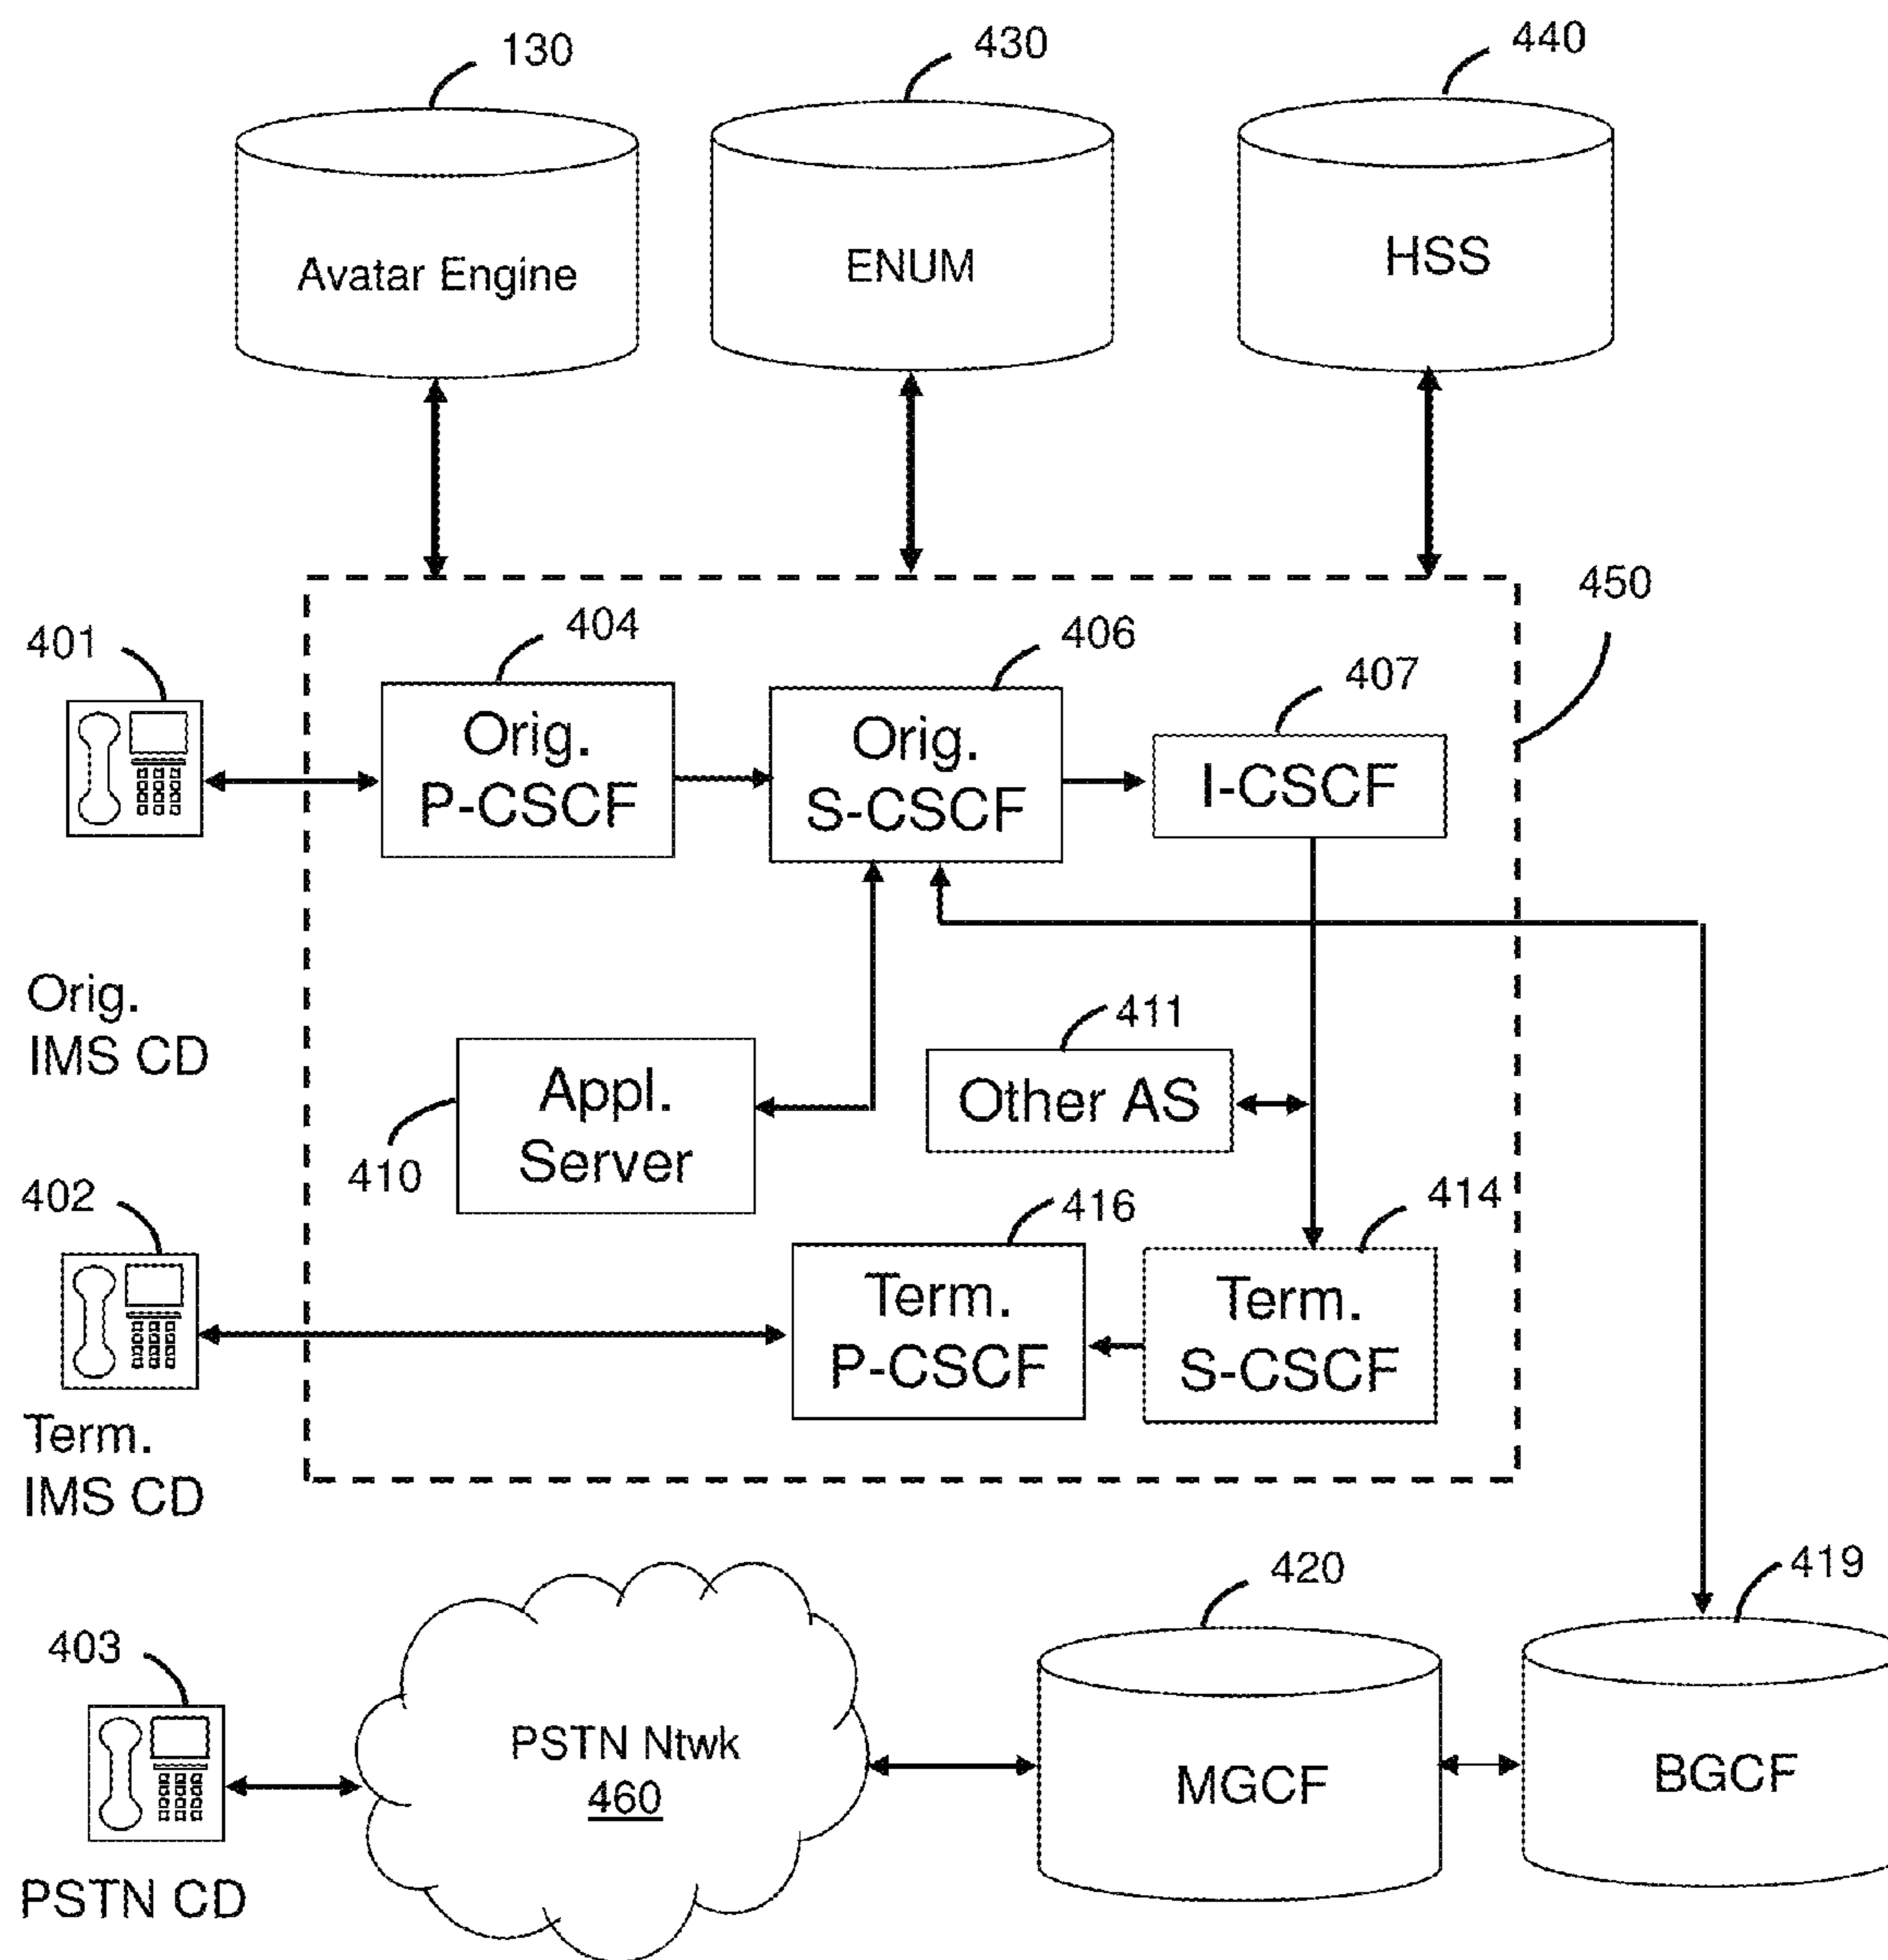 130
430
440
Avatar Engine
ENUM
HSS
450
401
404
406
407
Orig.
P-CSCF
Orig.
S-CSCF
I-CSCF
Orig.
IMS CD
411
Other AS
Appl.
Server
410
402
416
414
Term.
P-CSCF
Term.
S-CSCF
Term.
IMS CD
420
419
403
PSTN Ntwk
460
MGCF
BGCF
PSTN CD